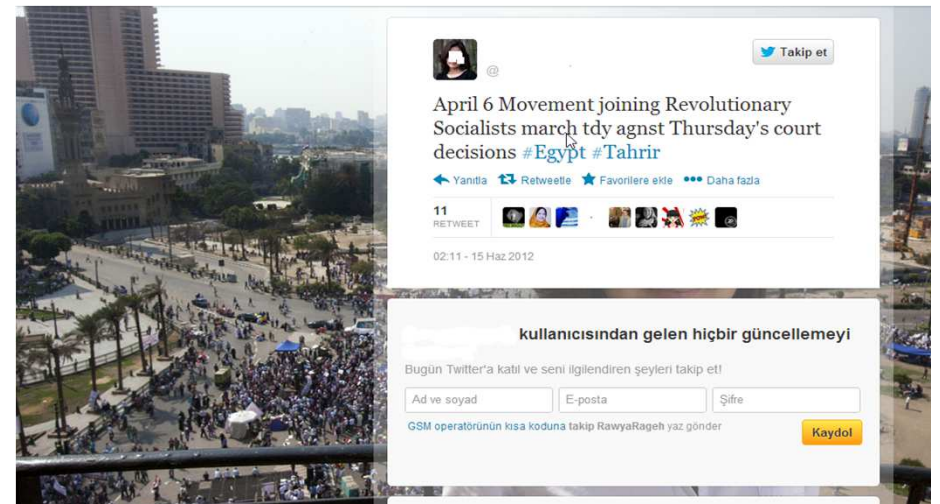 Takip et
@
April 6 Movement joining Revolutionary
Socialists march tdy agnst Thursday's court
decisions #Egypt #Tahrir
Yanıtla Retweetle Favorilere ekle Daha fazla
11
RETWEET
02:11 - 15 Haz 2012
kullanıcısından gelen hiçbir güncellemeyi
Bugün Twitter'a katıl ve seni ilgilendiren şeyleri takip et!
Ad ve soyad E-posta Şifre
GSM operatörünün kısa koduna takip RawyaRageh yaz gönder
Kaydol